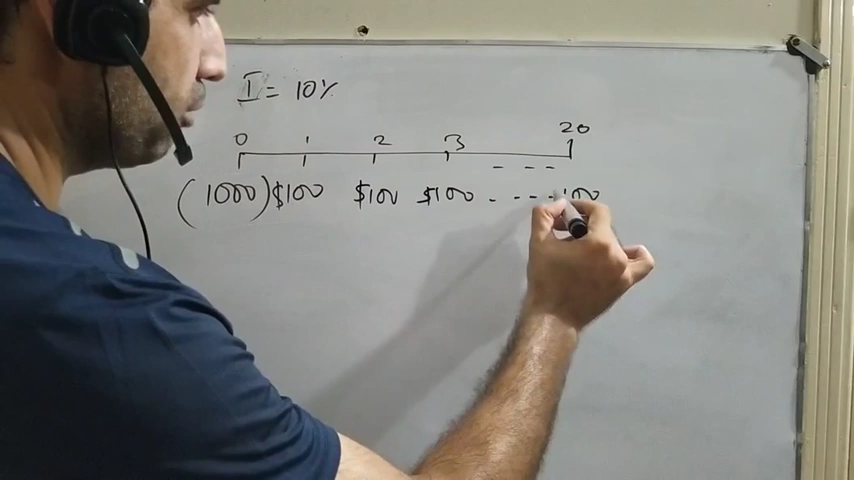 I = 10%
0 1 2 3 20
- - -
(1000) $100 $100 $100 - - - - 100